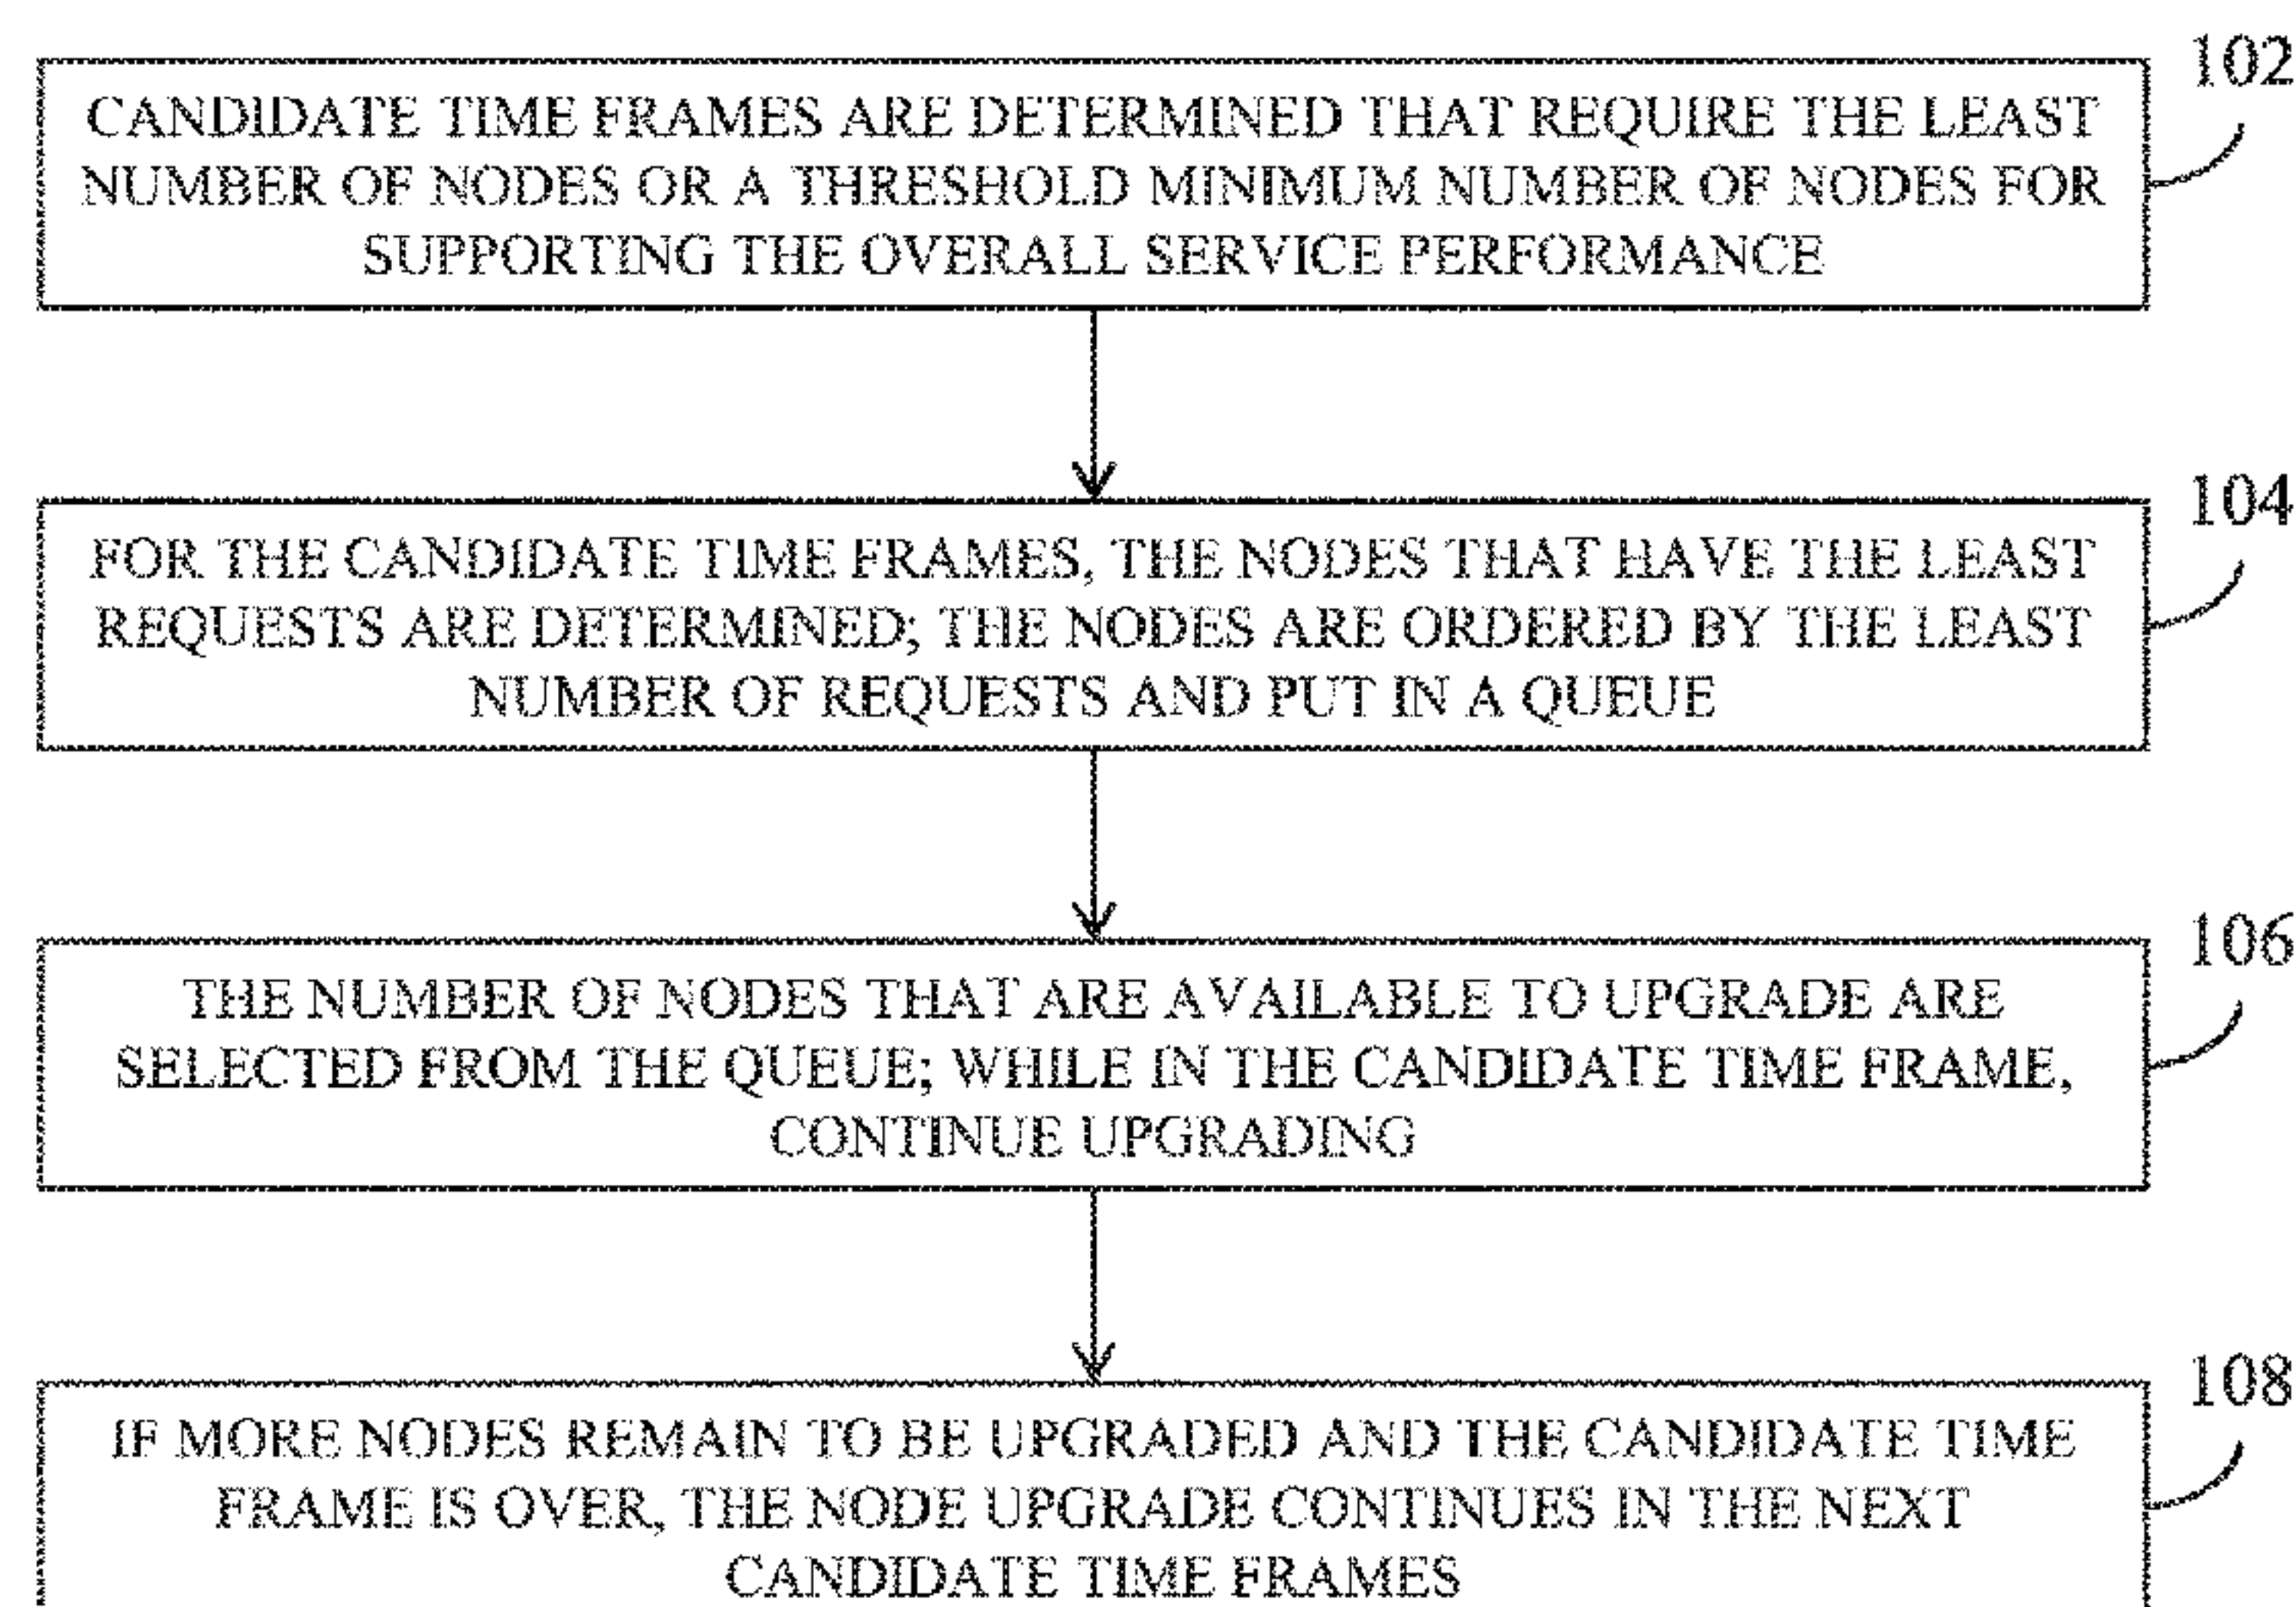 102
CANDIDATE TIME FRAMES ARE DETERMINED THAT REQUIRE THE LEAST
NUMBER OF NODES OR A THRESHOLD MINIMUM NUMBER OF NODES FOR
SUPPORTING THE OVERALL SERVICE PERFORMANCE
104
FOR THE CANDIDATE TIME FRAMES, THE NODES THAT HAVE THE LEAST
REQUESTS ARE DETERMINED; THE NODES ARE ORDERED BY THE LEAST
NUMBER OF REQUESTS AND PUT IN A QUEUE
106
THE NUMBER OF NODES THAT ARE AVAILABLE TO UPGRADE ARE
SELECTED FROM THE QUEUE; WHILE IN THE CANDIDATE TIME FRAME,
CONTINUE UPGRADING
108
IF MORE NODES REMAIN TO BE UPGRADED AND THE CANDIDATE TIME
FRAME IS OVER, THE NODE UPGRADE CONTINUES IN THE NEXT
CANDIDATE TIME FRAMES